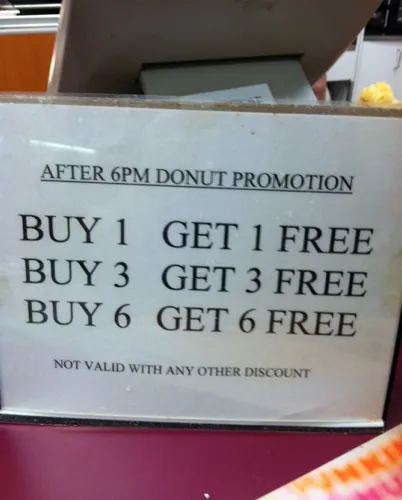 AFTER 6PM DONUT PROMOTION
BUY 1 GET 1 FREE
BUY 3 GET 3 FREE
BUY 6 GET 6 FREE
NOT VALID WITH ANY OTHER DISCOUNT